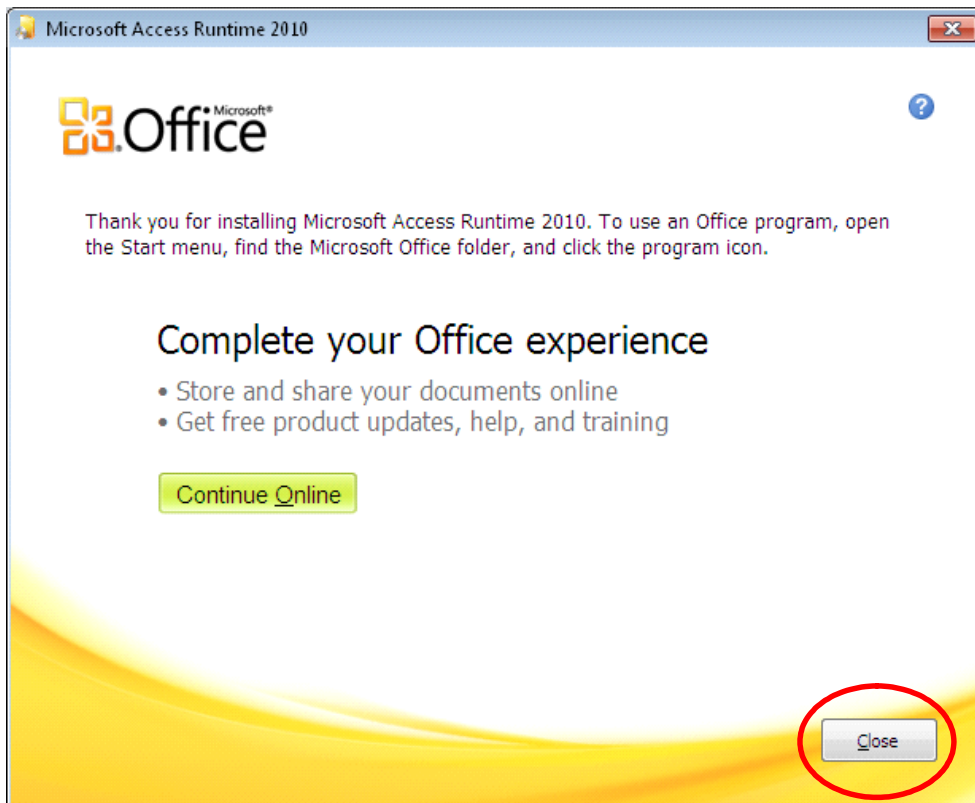 Microsoft Access Runtime 2010
Microsoft®
Office
Thank you for installing Microsoft Access Runtime 2010. To use an Office program, open
the Start menu, find the Microsoft Office folder, and click the program icon.
Complete your Office experience
• Store and share your documents online
• Get free product updates, help, and training
Continue Online
Close